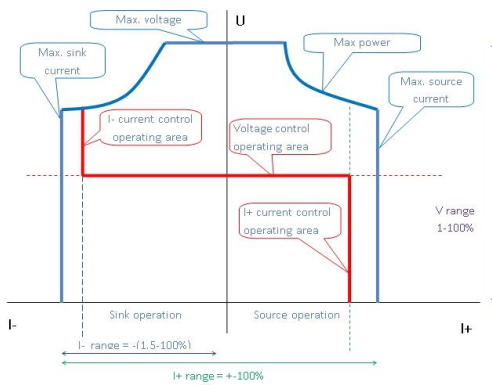 Max. voltage
U
Max. sink
current
Max power
Max. source
current
I- current control
operating area
Voltage control
operating area
I+ current control
operating area
V range
1-100%
Sink operation
Source operation
I-
I+
I- range = -(1.5-100%)
I+ range = +-100%